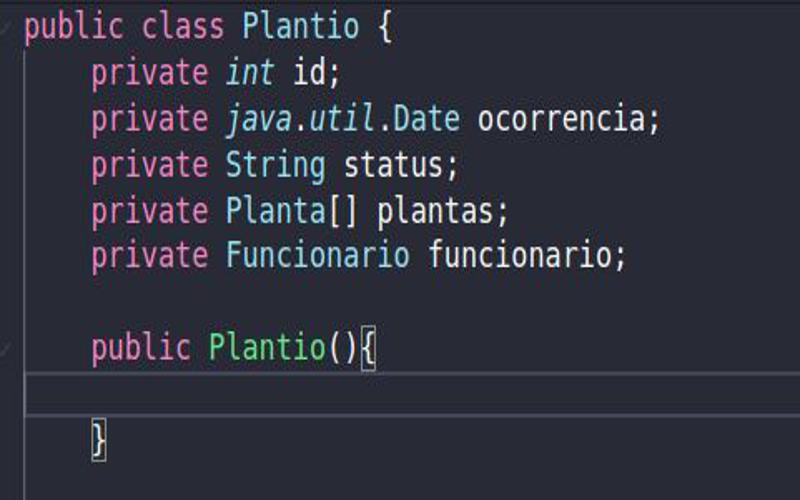 public class Plantio {
private int id;
private java.util.Date ocorrencia;
private String status;
private Planta[] plantas;
private Funcionario funcionario;
public Plantio(){
}